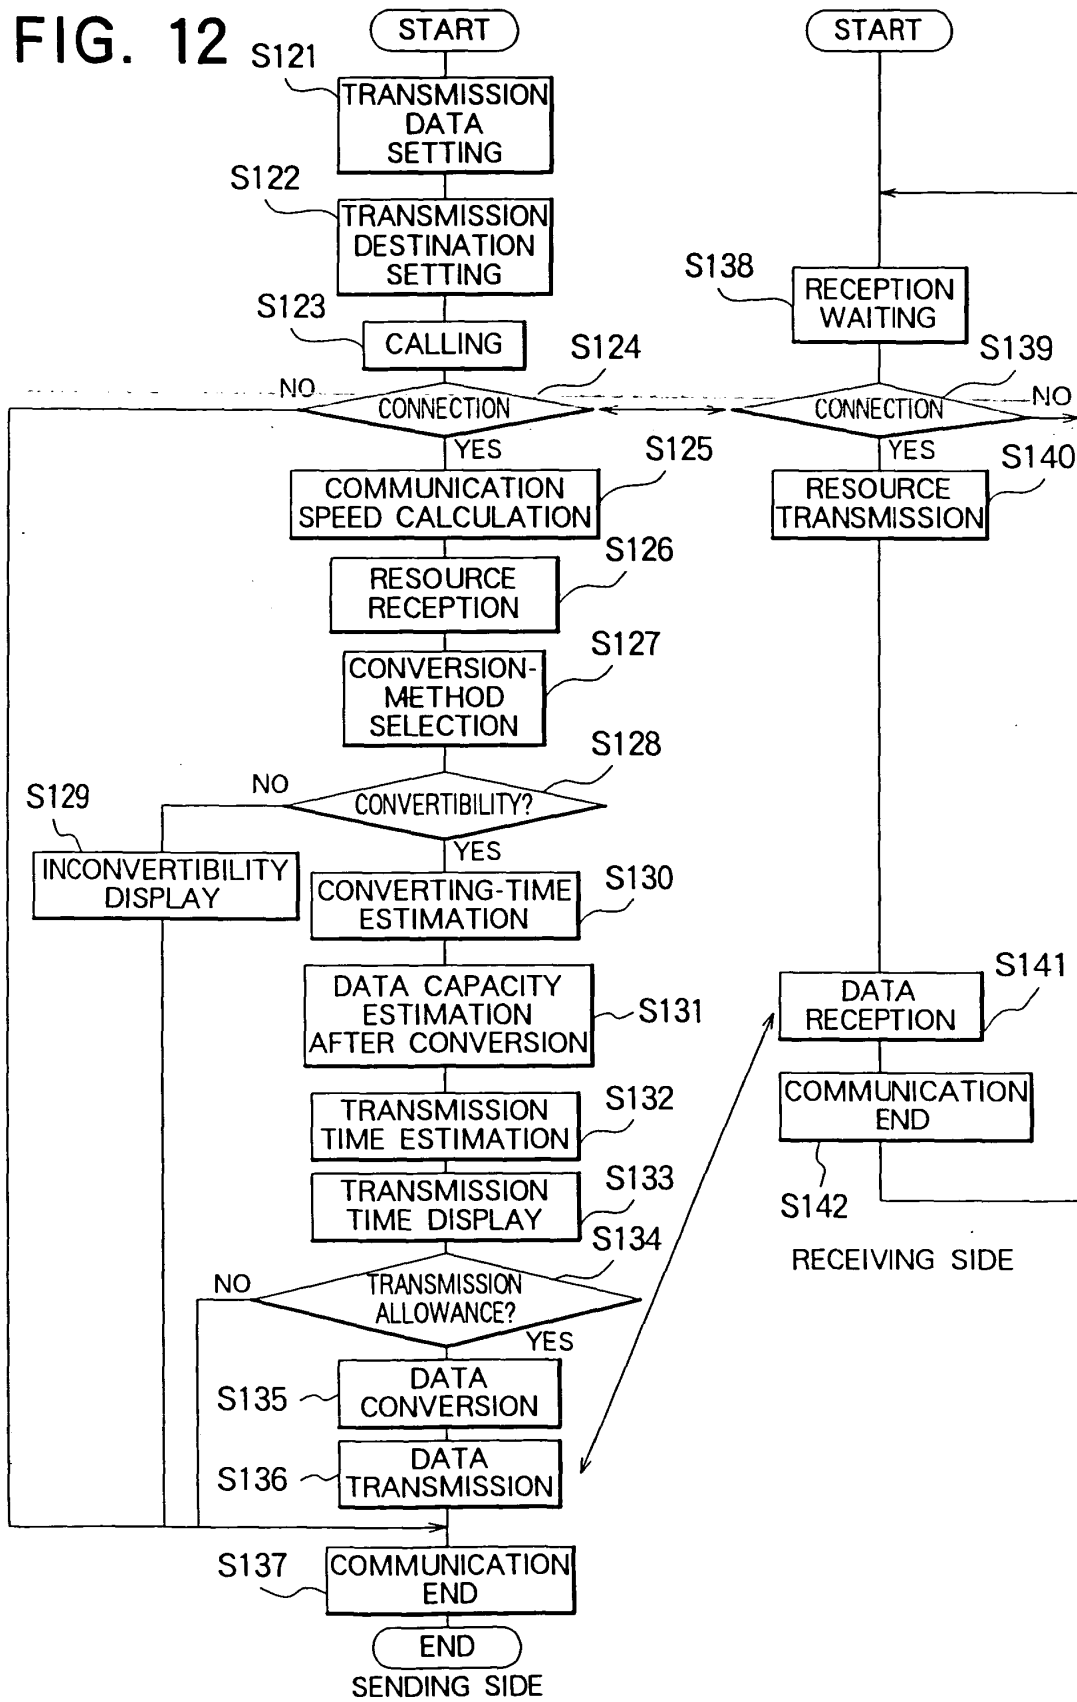 FIG. 12
START
S121
TRANSMISSION
DATA
SETTING
S122
TRANSMISSION
DESTINATION
SETTING
S123
CALLING
S124
NO
CONNECTION
YES
S125
COMMUNICATION
SPEED CALCULATION
S126
RESOURCE
RECEPTION
S127
CONVERSION-
METHOD
SELECTION
S128
NO
CONVERTIBILITY?
YES
S129
INCONVERTIBILITY
DISPLAY
S130
CONVERTING-TIME
ESTIMATION
DATA CAPACITY
ESTIMATION
AFTER CONVERSION
S131
S132
TRANSMISSION
TIME ESTIMATION
S133
TRANSMISSION
TIME DISPLAY
S134
NO
TRANSMISSION
ALLOWANCE?
YES
S135
DATA
CONVERSION
S136
DATA
TRANSMISSION
S137
COMMUNICATION
END
END
SENDING SIDE
START
S138
RECEPTION
WAITING
S139
CONNECTION
NO
YES
S140
RESOURCE
TRANSMISSION
S141
DATA
RECEPTION
COMMUNICATION
END
S142
RECEIVING SIDE